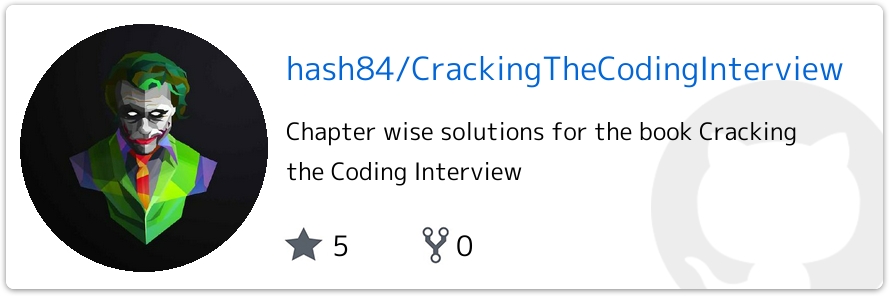 hash84/CrackingTheCodingInterview
Chapter wise solutions for the book Cracking
the Coding Interview
5 0